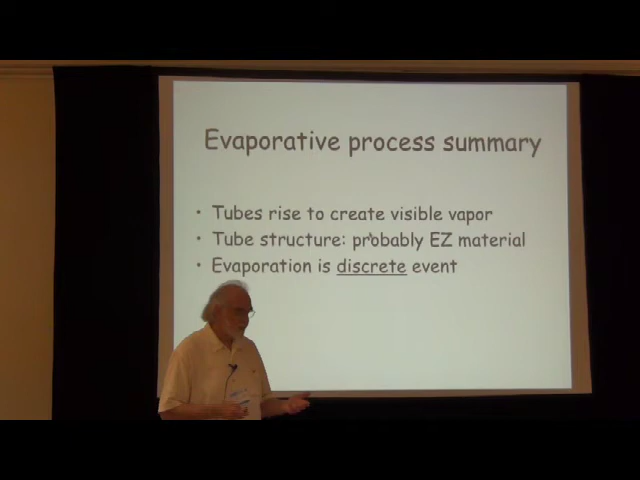 Evaporative process summary
• Tubes rise to create visible vapor
• Tube structure: probably EZ material
• Evaporation is discrete event